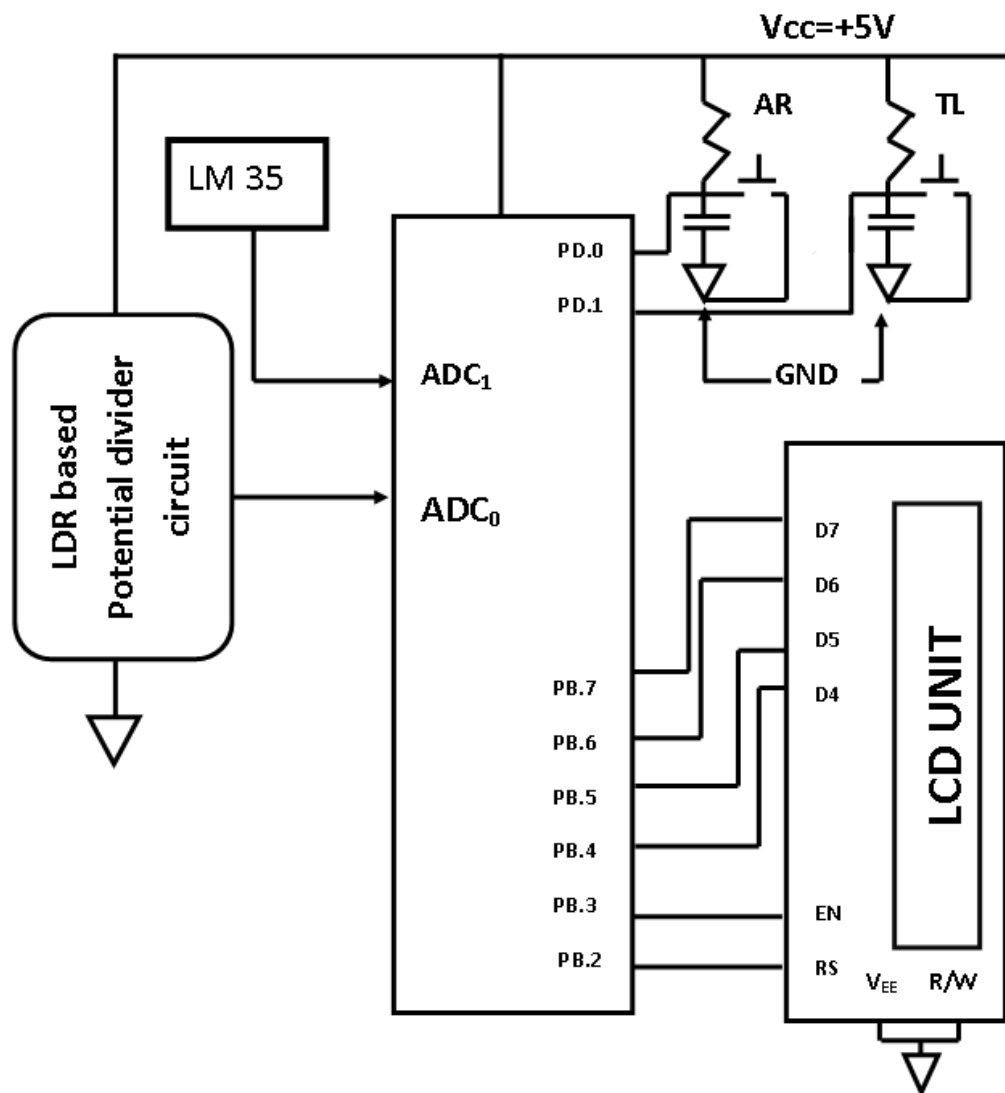 Vcc=+5V
AR
TL
LM 35
PD.0
PD.1
ADC₁
GND
LDR based
Potential divider
circuit
ADC₀
D7
D6
D5
D4
LCD UNIT
PB.7
PB.6
PB.5
PB.4
PB.3
EN
PB.2
RS
V_EE
R/W